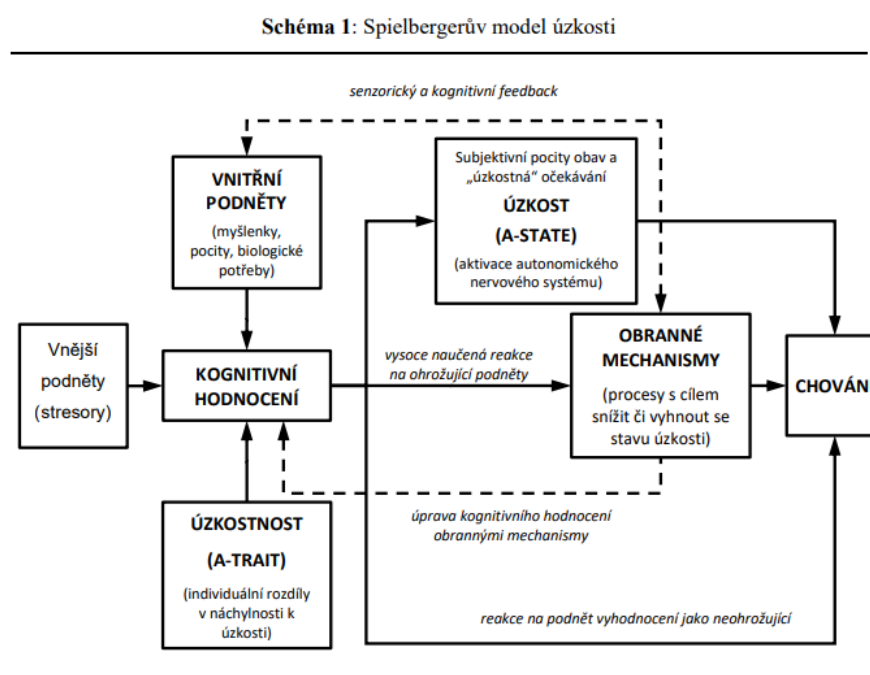 Schéma 1: Spielbergerův model úzkosti
senzorický a kognitivní feedback
VNITŘNÍ
PODNĚTY
(myšlenky,
pocity, biologické
potřeby)
Subjektivní pocity obav a
„úzkostná“ očekávání
ÚZKOST
(A-STATE)
(aktivace autonomického
nervového systému)
Vnější
podněty
(stresory)
KOGNITIVNÍ
HODNOCENÍ
vysoce naučená reakce
na ohrožující podněty
OBRANNÉ
MECHANISMY
(procesy s cílem
snížit či vyhnout se
stavu úzkosti)
CHOVÁN
ÚZKOSTNOST
(A-TRAIT)
(individuální rozdíly
v náchylnosti k
úzkosti)
úprava kognitivního hodnocení
obrannými mechanismy
reakce na podnět vyhodnocení jako neohrožující